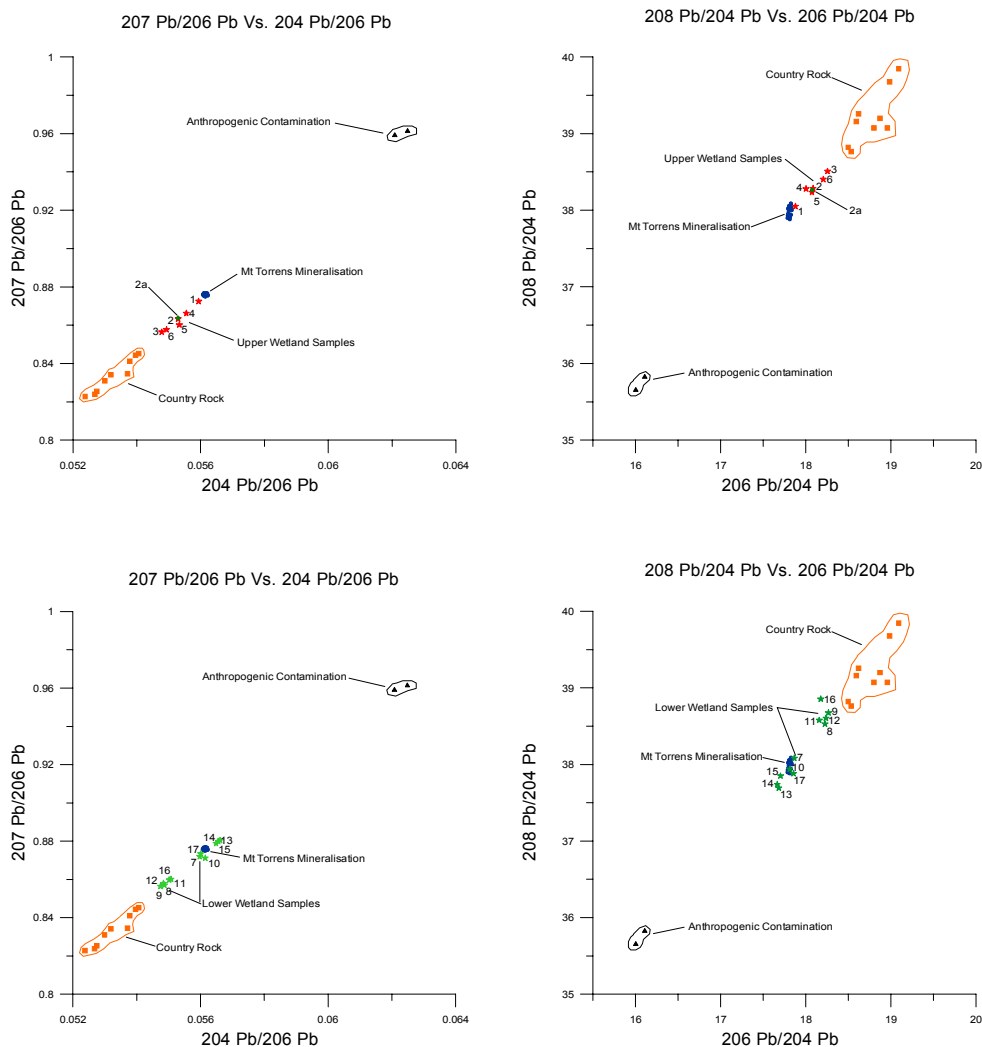 207 Pb/206 Pb Vs. 204 Pb/206 Pb
1
0.96
0.92
0.88
0.84
0.8
207 Pb/206 Pb
Anthropogenic Contamination
Mt Torrens Mineralisation
2a
1
4
2
5
3
6
Upper Wetland Samples
Country Rock
0.052
0.056
0.06
0.064
204 Pb/206 Pb
208 Pb/204 Pb Vs. 206 Pb/204 Pb
40
39
38
37
36
35
208 Pb/204 Pb
Country Rock
Upper Wetland Samples
3
6
4
2
5
2a
1
Mt Torrens Mineralisation
Anthropogenic Contamination
16
17
18
19
20
206 Pb/204 Pb
207 Pb/206 Pb Vs. 204 Pb/206 Pb
1
0.96
0.92
0.88
0.84
0.8
207 Pb/206 Pb
Anthropogenic Contamination
14
13
17
15
7
10
Mt Torrens Mineralisation
16
12
11
9
8
Lower Wetland Samples
Country Rock
0.052
0.056
0.06
0.064
204 Pb/206 Pb
208 Pb/204 Pb Vs. 206 Pb/204 Pb
40
39
38
37
36
35
208 Pb/204 Pb
Country Rock
16
Lower Wetland Samples
9
11
12
8
Mt Torrens Mineralisation
7
10
15
17
14
13
Anthropogenic Contamination
16
17
18
19
20
206 Pb/204 Pb